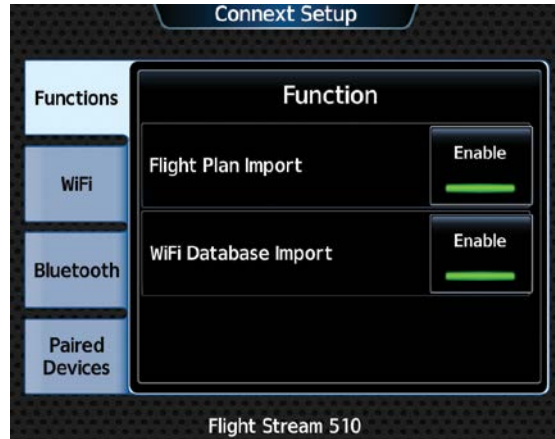 Connext Setup
Functions
WiFi
Bluetooth
Paired
Devices
Function
Flight Plan Import
Enable
WiFi Database Import
Enable
Flight Stream 510